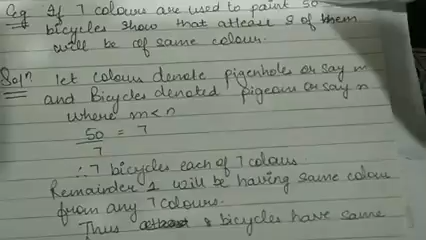 Eg If 7 colours are used to paint 50
bicycles show that atleast 8 of them
will be of same colour.
Soln let colours denote pigenholes or say m
and Bicycles denoted pigeons or say n
where m<n
50/7 = 7
∴ 7 bicycles each of 7 colours.
Remainder 1 will be having same colour
from any 7 colours.
Thus atleast 8 bicycles have same